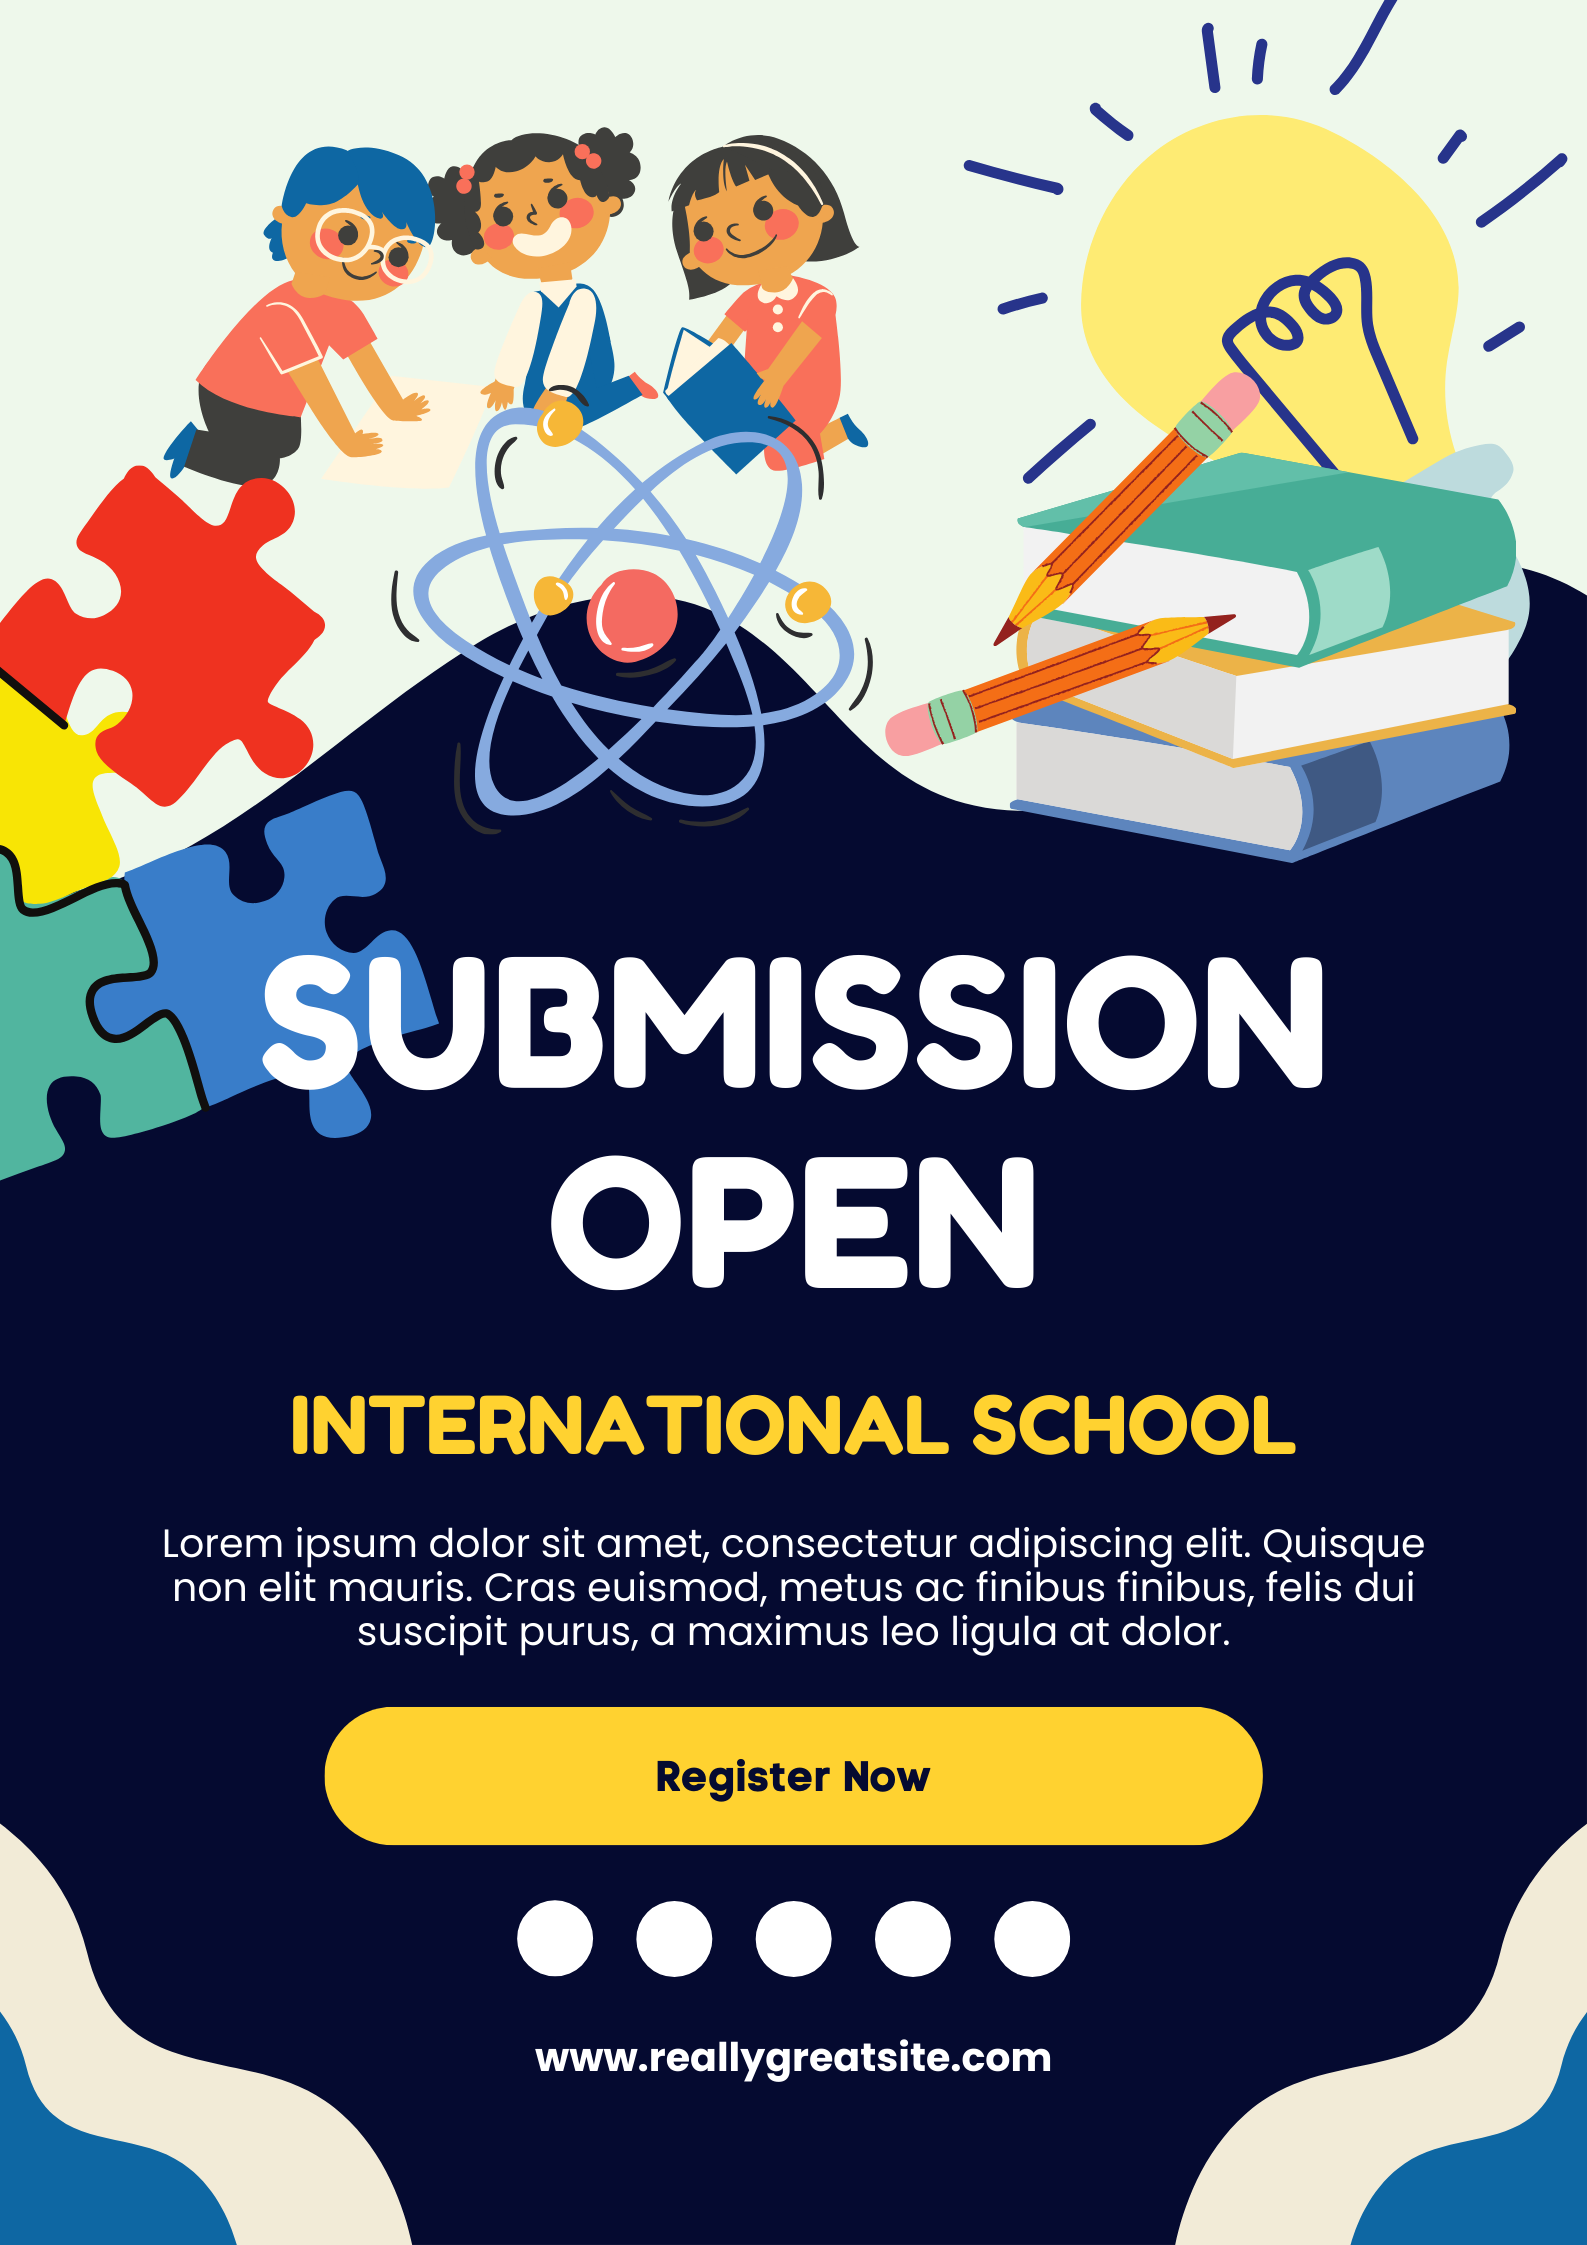 SUBMISSION
OPEN
INTERNATIONAL SCHOOL
Lorem ipsum dolor sit amet, consectetur adipiscing elit. Quisque
non elit mauris. Cras euismod, metus ac finibus finibus, felis dui
suscipit purus, a maximus leo ligula at dolor.
Register Now
www.reallygreatsite.com